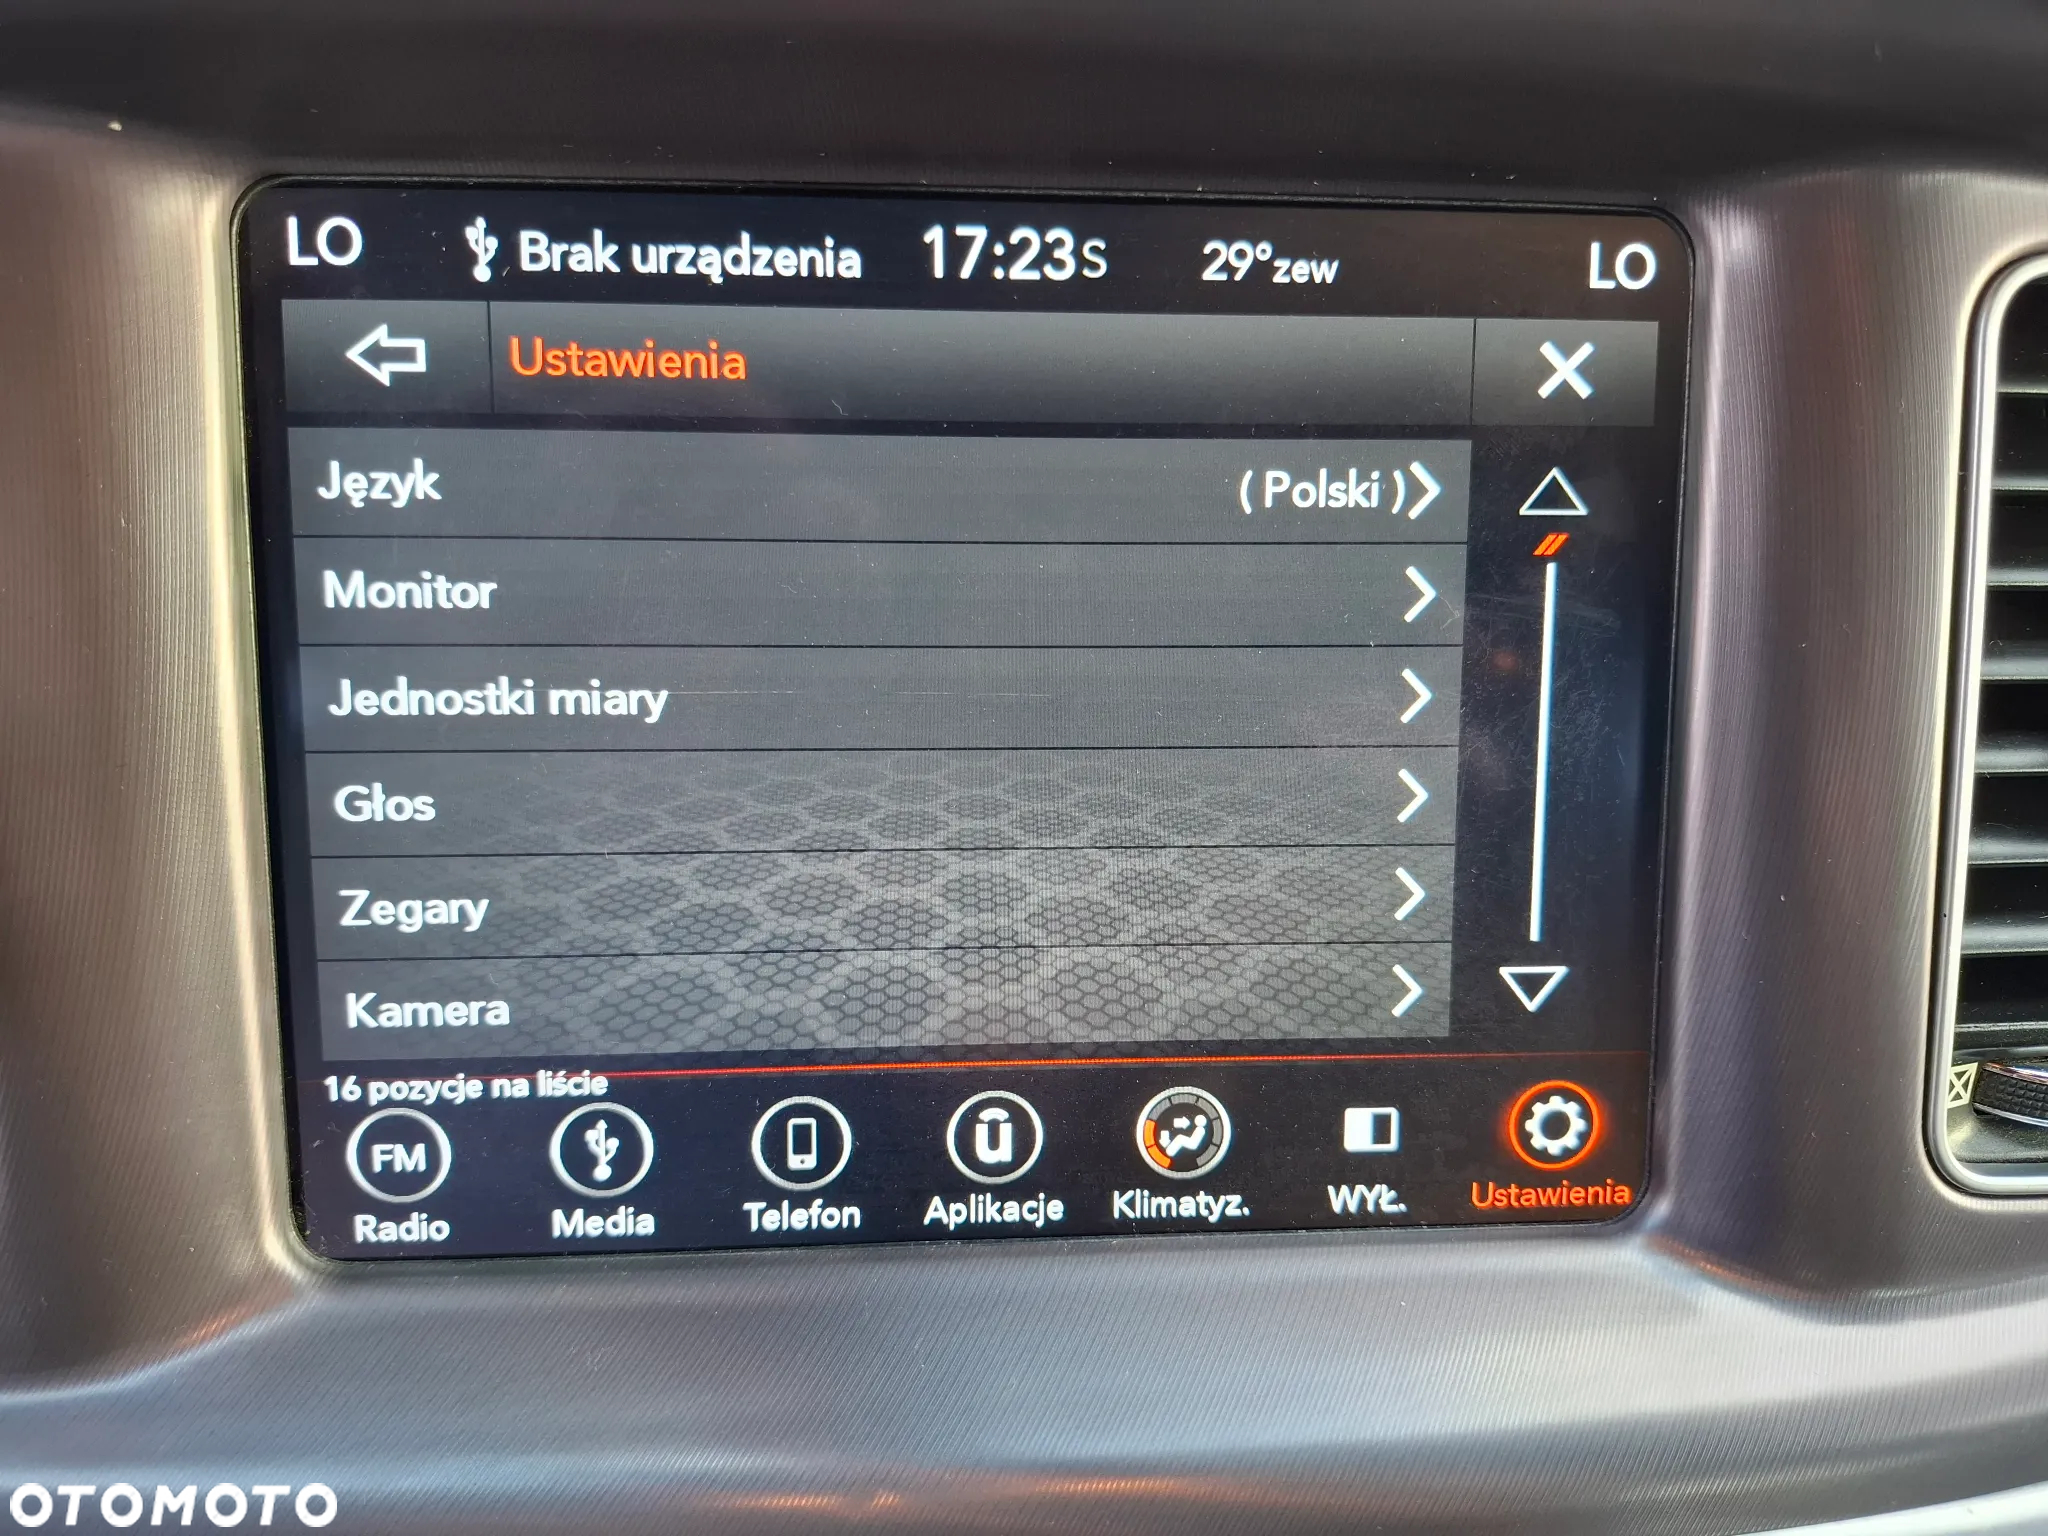 LO Brak urządzenia 17:23S 29°zew LO
Ustawienia
Język ( Polski )
Monitor
Jednostki miary
Głos
Zegary
Kamera
16 pozycje na liście
FM
Radio Media Telefon Aplikacje Klimatyz. WYŁ. Ustawienia
OTOMOTO